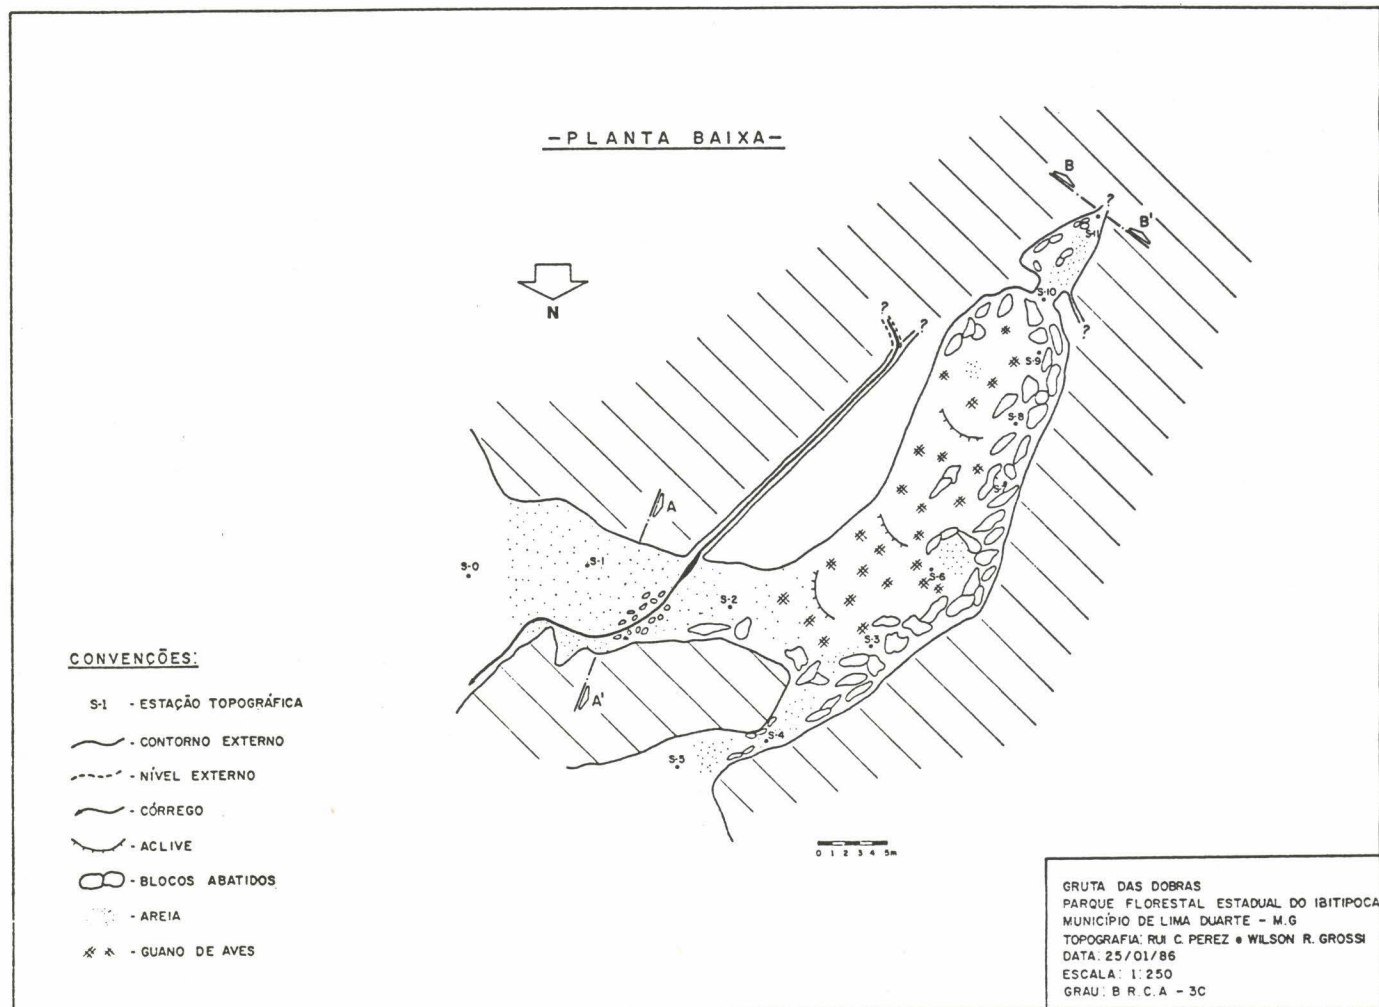 -PLANTA BAIXA-
B
B'
?
S-11
S-10
?
N
?
?
S-9
S-8
S-7
A
S-0
S-1
S-6
S-2
S-3
A'
S-4
S-5
0 1 2 3 4 5m
CONVENÇÕES:
S-1 - ESTAÇÃO TOPOGRÁFICA
- CONTORNO EXTERNO
- NÍVEL EXTERNO
- CÓRREGO
- ACLIVE
- BLOCOS ABATIDOS
- AREIA
- GUANO DE AVES
GRUTA DAS DOBRAS
PARQUE FLORESTAL ESTADUAL DO IBITIPOCA
MUNICÍPIO DE LIMA DUARTE - M.G
TOPOGRAFIA: RUI C. PEREZ e WILSON R. GROSSI
DATA: 25/01/86
ESCALA: 1:250
GRAU: B.R.C.A - 3C